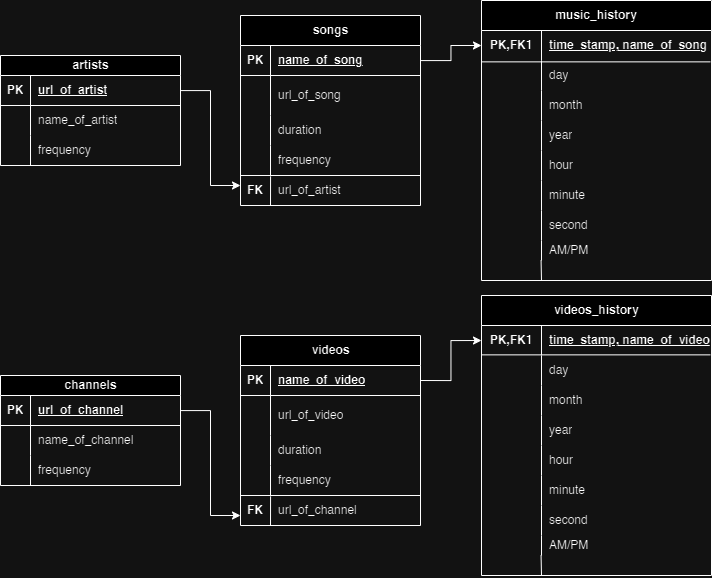 artists
PK url_of_artist
name_of_artist
frequency
songs
PK name_of_song
url_of_song
duration
frequency
FK url_of_artist
music_history
PK,FK1 time_stamp, name_of_song
day
month
year
hour
minute
second
AM/PM
channels
PK url_of_channel
name_of_channel
frequency
videos
PK name_of_video
url_of_video
duration
frequency
FK url_of_channel
videos_history
PK,FK1 time_stamp, name_of_video
day
month
year
hour
minute
second
AM/PM